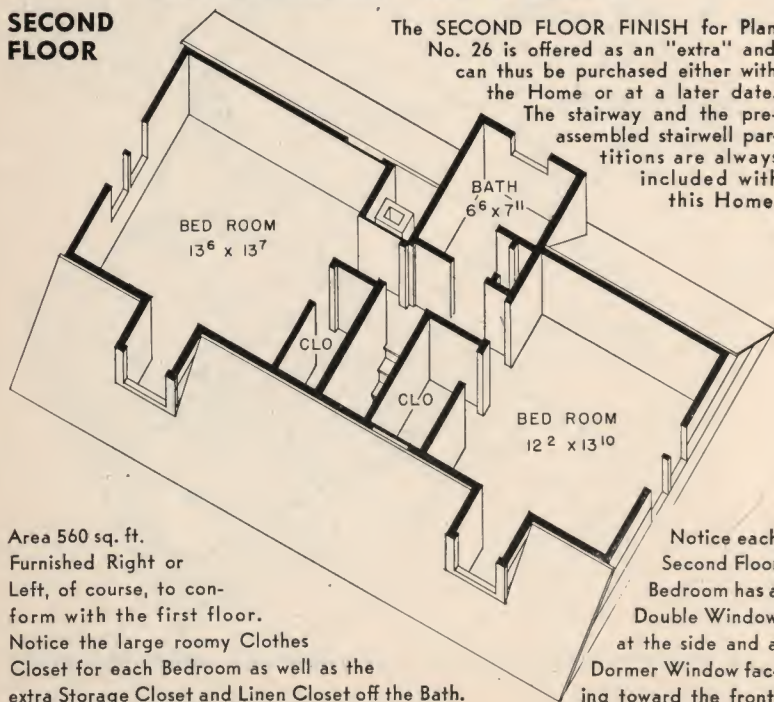 SECOND
FLOOR
The SECOND FLOOR FINISH for Plan
No. 26 is offered as an "extra" and
can thus be purchased either with
the Home or at a later date.
The stairway and the pre-
assembled stairwell par-
titions are always
included with
this Home
BATH
6⁶ x 7¹¹
BED ROOM
13⁶ x 13⁷
CLO
CLO
BED ROOM
12² x 13¹⁰
Area 560 sq. ft.
Furnished Right or
Left, of course, to con-
form with the first floor.
Notice the large roomy Clothes
Closet for each Bedroom as well as the
extra Storage Closet and Linen Closet off the Bath.
Notice each
Second Floor
Bedroom has a
Double Window
at the side and a
Dormer Window fac-
ing toward the front.